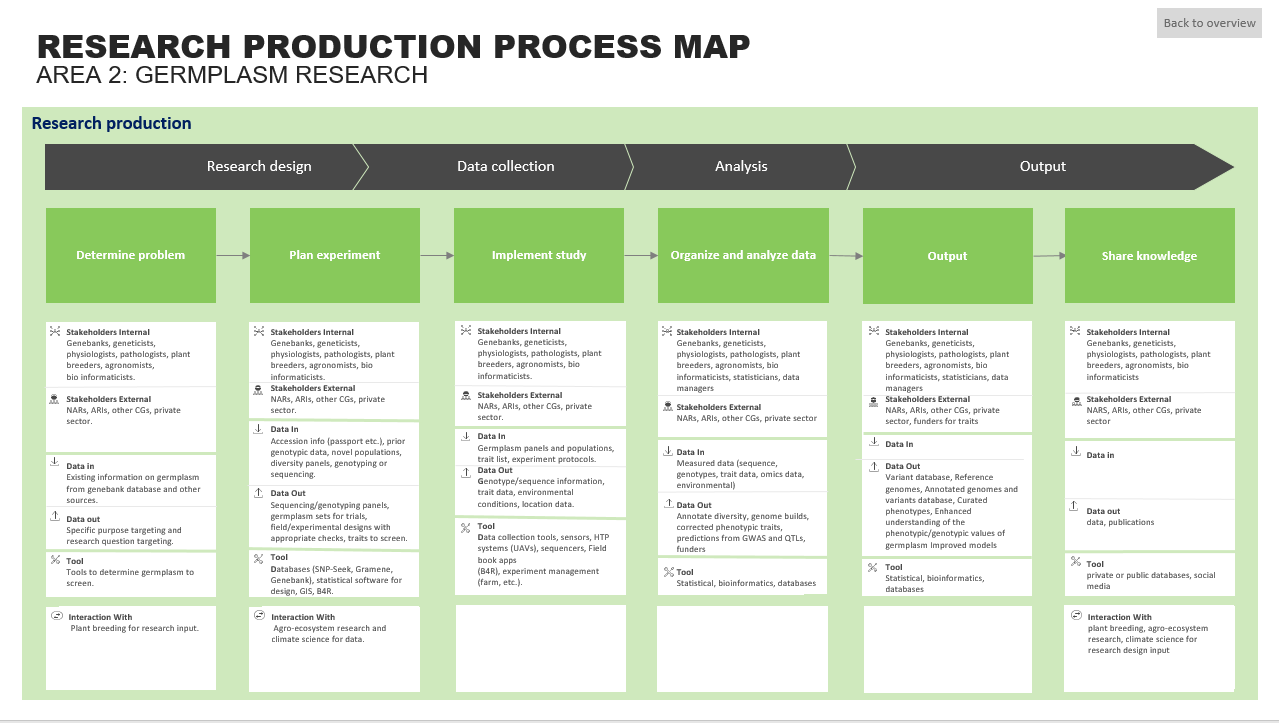 Back to overview
RESEARCH PRODUCTION PROCESS MAP
AREA 2: GERMPLASM RESEARCH
Research production
Research design
Data collection
Analysis
Output
Determine problem
Plan experiment
Implement study
Organize and analyze data
Output
Share knowledge
Stakeholders Internal
Genebanks, geneticists,
physiologists, pathologists, plant
breeders, agronomists,
bio informaticists.
Stakeholders External
NARs, ARIs, other CGs, private
sector.
Data in
Existing information on germplasm
from genebank database and other
sources.
Data out
Specific purpose targeting and
research question targeting.
Tool
Tools to determine germplasm to
screen.
Interaction With
Plant breeding for research input.
Stakeholders Internal
Genebanks, geneticists,
physiologists, pathologists, plant
breeders, agronomists, bio
informaticists.
Stakeholders External
NARs, ARIs, other CGs, private
sector.
Data In
Accession info (passport etc.), prior
genotypic data, novel populations,
diversity panels, genotyping or
sequencing.
Data Out
Sequencing/genotyping panels,
germplasm sets for trials,
field/experimental designs with
appropriate checks, traits to screen.
Tool
Databases (SNP-Seek, Gramene,
Genebank), statistical software for
design, GIS, B4R.
Interaction With
Agro-ecosystem research and
climate science for data.
Stakeholders Internal
Genebanks, geneticists,
physiologists, pathologists, plant
breeders, agronomists, bio
informaticists.
Stakeholders External
NARs, ARIs, other CGs, private
sector.
Data In
Germplasm panels and populations,
trait list, experiment protocols.
Data Out
Genotype/sequence information,
trait data, environmental
conditions, location data.
Tool
Data collection tools, sensors, HTP
systems (UAVs), sequencers, Field
book apps
(B4R), experiment management
(farm, etc.).
Stakeholders Internal
Genebanks, geneticists,
physiologists, pathologists, plant
breeders, agronomists, bio
informaticists, statisticians, data
managers
Stakeholders External
NARs, ARIs, other CGs, private sector
Data In
Measured data (sequence,
genotypes, trait data, omics data,
environmental)
Data Out
Annotate diversity, genome builds,
corrected phenotypic traits,
predictions from GWAS and QTLs,
funders
Tool
Statistical, bioinformatics, databases
Stakeholders Internal
Genebanks, geneticists,
physiologists, pathologists, plant
breeders, agronomists, bio
informaticists, statisticians, data
managers
Stakeholders External
NARs, ARIs, other CGs, private
sector, funders for traits
Data In
Data Out
Variant database, Reference
genomes, Annotated genomes and
variants database, Curated
phenotypes, Enhanced
understanding of the
phenotypic/genotypic values of
germplasm Improved models
Tool
Statistical, bioinformatics,
databases
Stakeholders Internal
Genebanks, geneticists,
physiologists, pathologists, plant
breeders, agronomists, bio
informaticists
Stakeholders External
NARS, ARIs, other CGs, private
sector
Data in
Data out
data, publications
Tool
private or public databases, social
media
Interaction With
plant breeding, agro-ecosystem
research, climate science for
research design input